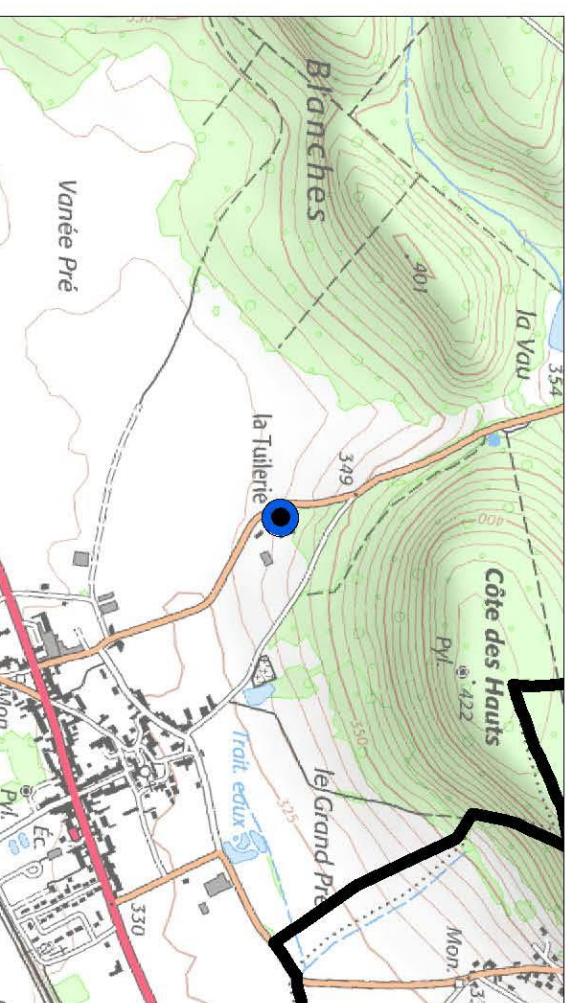 Blanches
401
la Vau
354
Vanée Pré
la Tuilerie
349
400
Côte des Hauts
Pyl.
422
350
325
Trait. eaux
le Grand Pré
Mon.
Mon.
Pyl.
Éc
330